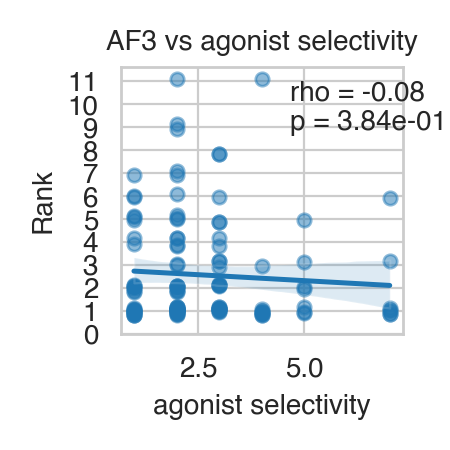 AF3 vs agonist selectivity
rho = -0.08
p = 3.84e-01
11
10
9
8
7
6
5
4
3
2
1
0
Rank
2.5
5.0
agonist selectivity